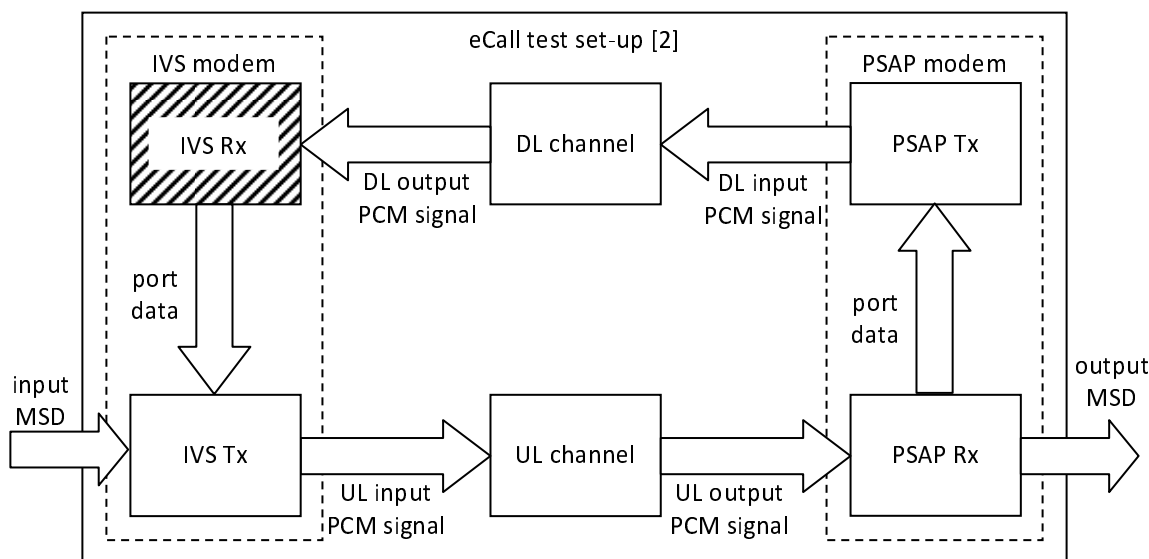 eCall test set-up [2]
IVS modem
PSAP modem
IVS Rx
DL channel
PSAP Tx
DL output
PCM signal
DL input
PCM signal
port
data
port
data
input
MSD
output
MSD
IVS Tx
UL channel
PSAP Rx
UL input
PCM signal
UL output
PCM signal